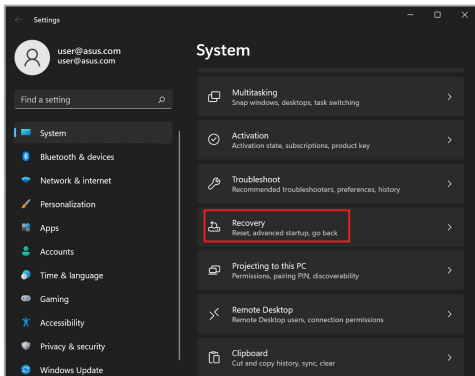 Settings
user@asus.com
user@asus.com
Find a setting
System
Bluetooth & devices
Network & internet
Personalization
Apps
Accounts
Time & language
Gaming
Accessibility
Privacy & security
Windows Update
System
Multitasking
Snap windows, desktops, task switching
Activation
Activation state, subscriptions, product key
Troubleshoot
Recommended troubleshooters, preferences, history
Recovery
Reset, advanced startup, go back
Projecting to this PC
Permissions, pairing PIN, discoverability
Remote Desktop
Remote Desktop users, connection permissions
Clipboard
Cut and copy history, sync, clear